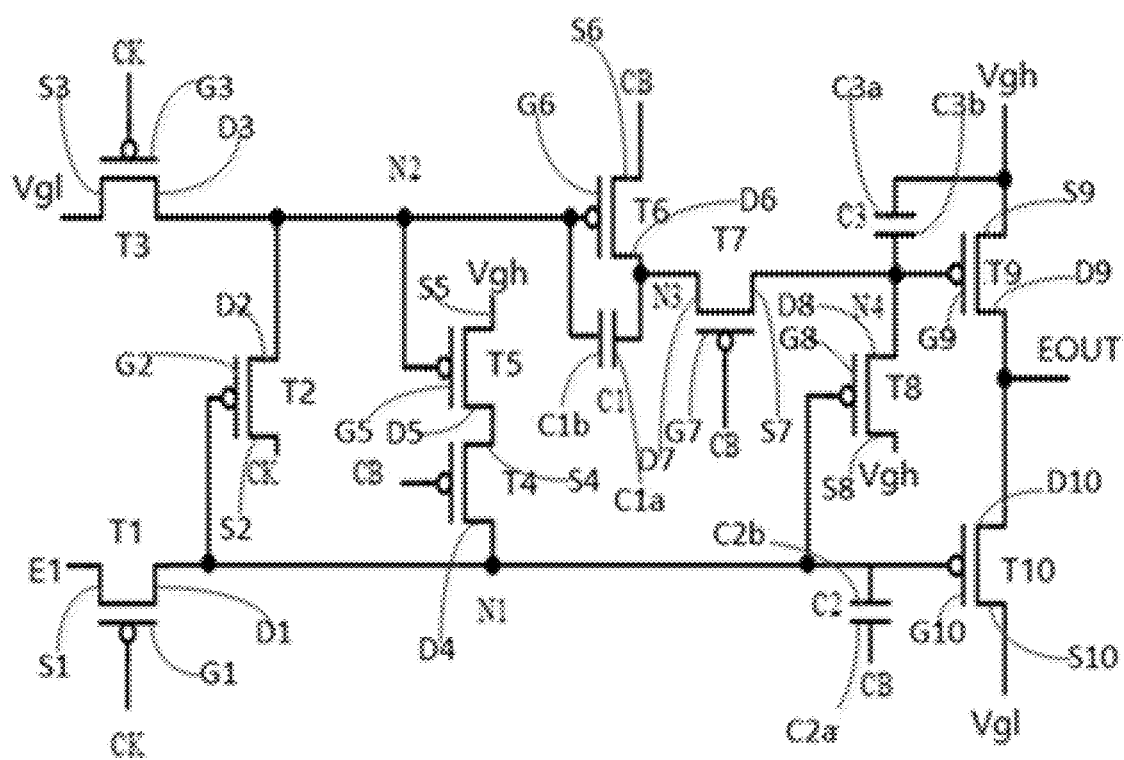 S6
CK
CB
Vgh
S3
G3
G6
C3a
C3b
D3
N2
Vgl
T6
D6
C3
S9
T3
T7
Vgh
S5
N3
T9
D9
D2
D8
N4
G2
G8
G9
EOUT
T2
T5
T8
C1
C1b
G5
D5
D7
G7
CB
S7
CK
CB
T4
S4
C1a
S8
Vgh
S2
D10
T1
C2b
E1
T10
N1
C2
D1
G10
D4
S1
G1
CB
S10
CK
C2a
Vgl